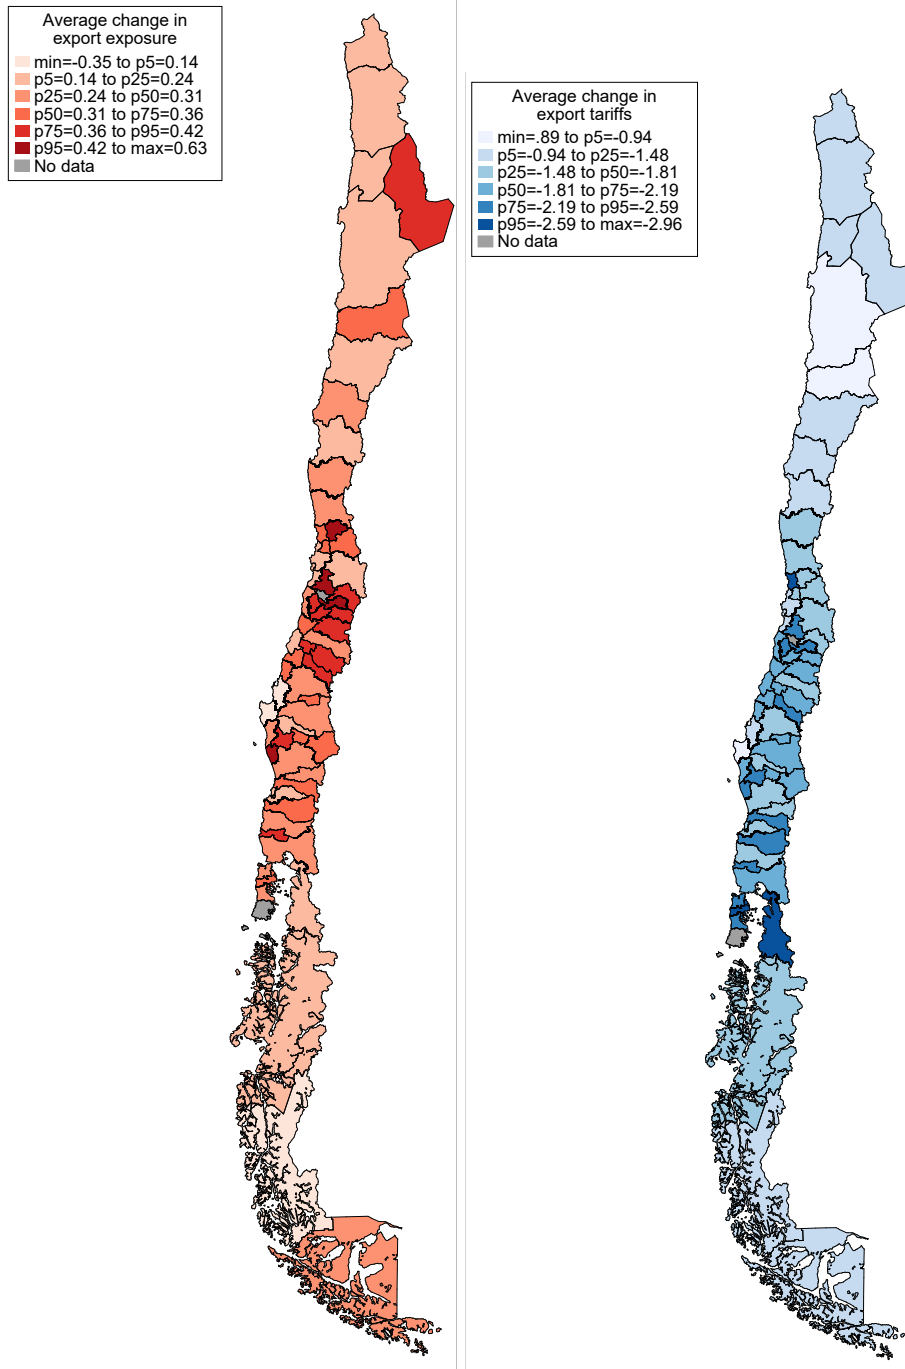 Average change in
export exposure
min=-0.35 to p5=0.14
p5=0.14 to p25=0.24
p25=0.24 to p50=0.31
p50=0.31 to p75=0.36
p75=0.36 to p95=0.42
p95=0.42 to max=0.63
No data
Average change in
export tariffs
min=.89 to p5=-0.94
p5=-0.94 to p25=-1.48
p25=-1.48 to p50=-1.81
p50=-1.81 to p75=-2.19
p75=-2.19 to p95=-2.59
p95=-2.59 to max=-2.96
No data